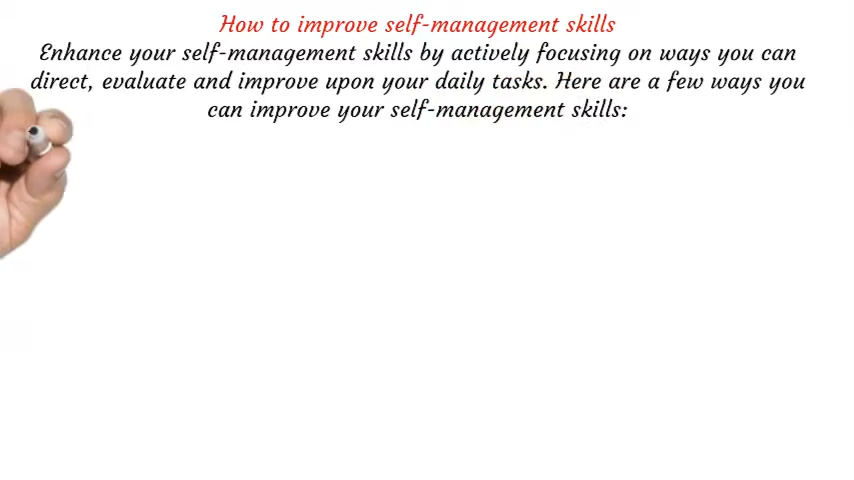 How to improve self-management skills
Enhance your self-management skills by actively focusing on ways you can
direct, evaluate and improve upon your daily tasks. Here are a few ways you
can improve your self-management skills: